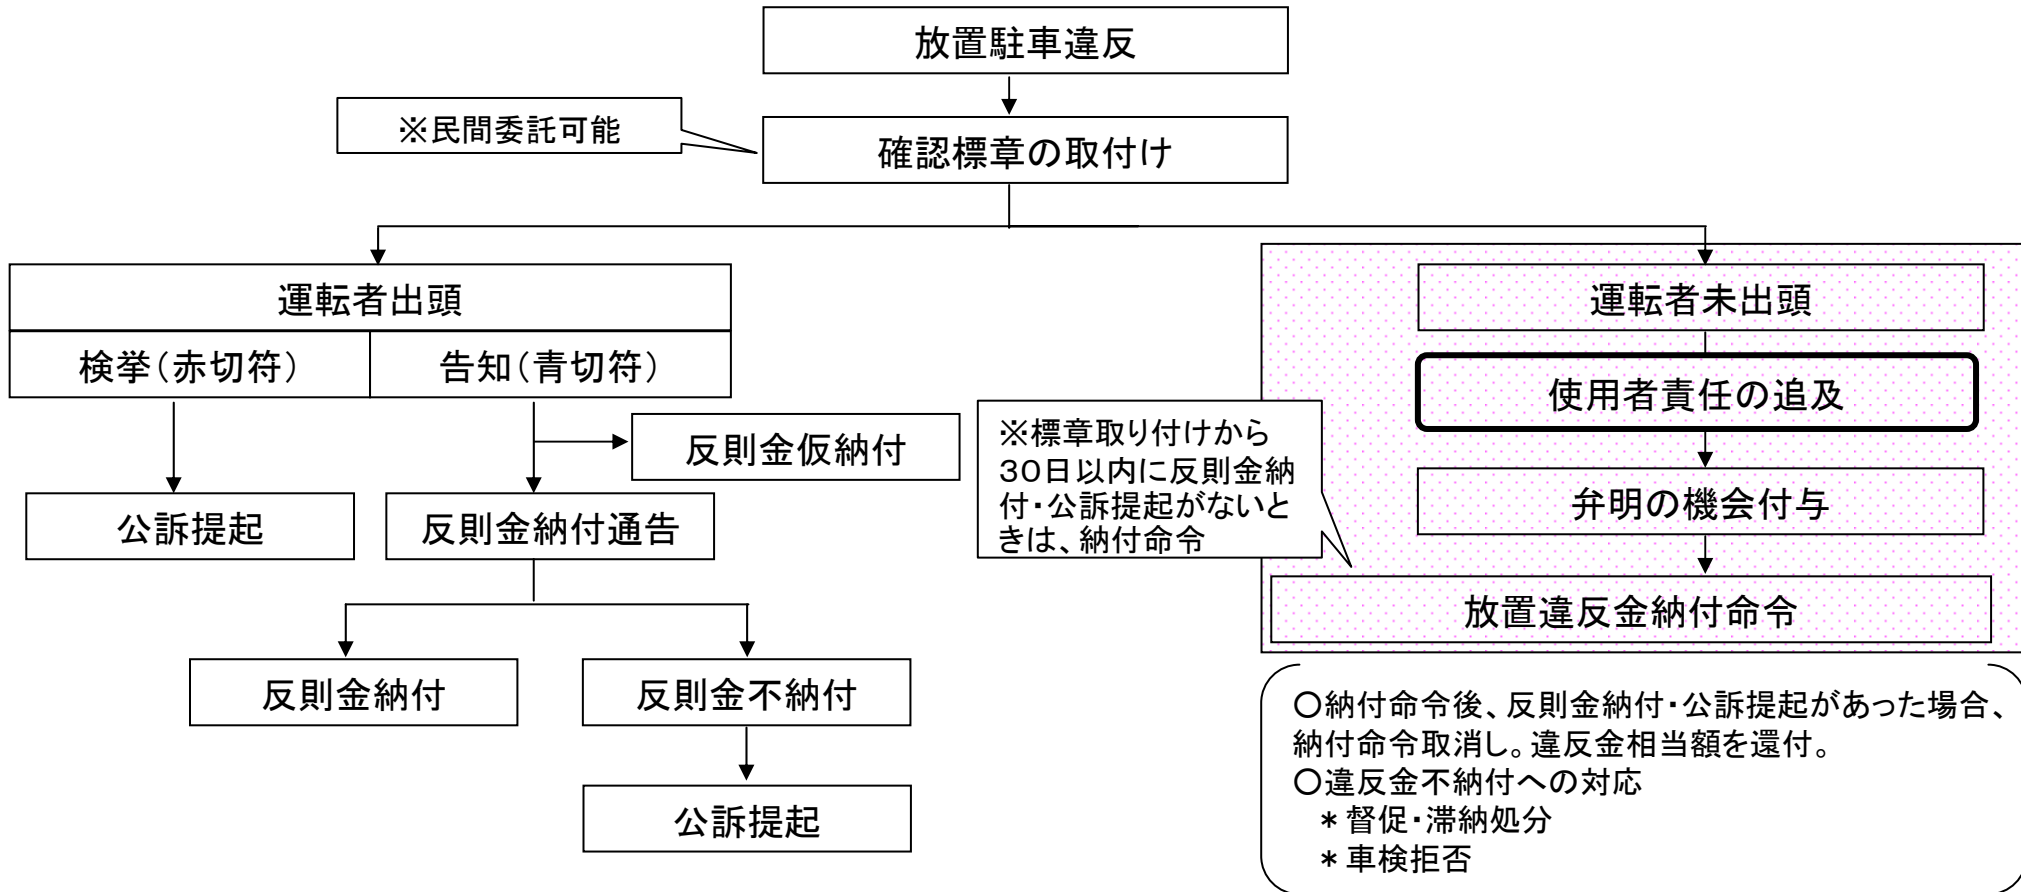 放置駐車違反
※民間委託可能
確認標章の取付け
運転者出頭
検挙(赤切符)
告知(青切符)
反則金仮納付
公訴提起
反則金納付通告
反則金納付
反則金不納付
公訴提起
運転者未出頭
使用者責任の追及
弁明の機会付与
※標章取り付けから
30日以内に反則金納
付・公訴提起がないと
きは、納付命令
放置違反金納付命令
○納付命令後、反則金納付・公訴提起があった場合、
納付命令取消し。違反金相当額を還付。
○違反金不納付への対応
＊督促・滞納処分
＊車検拒否